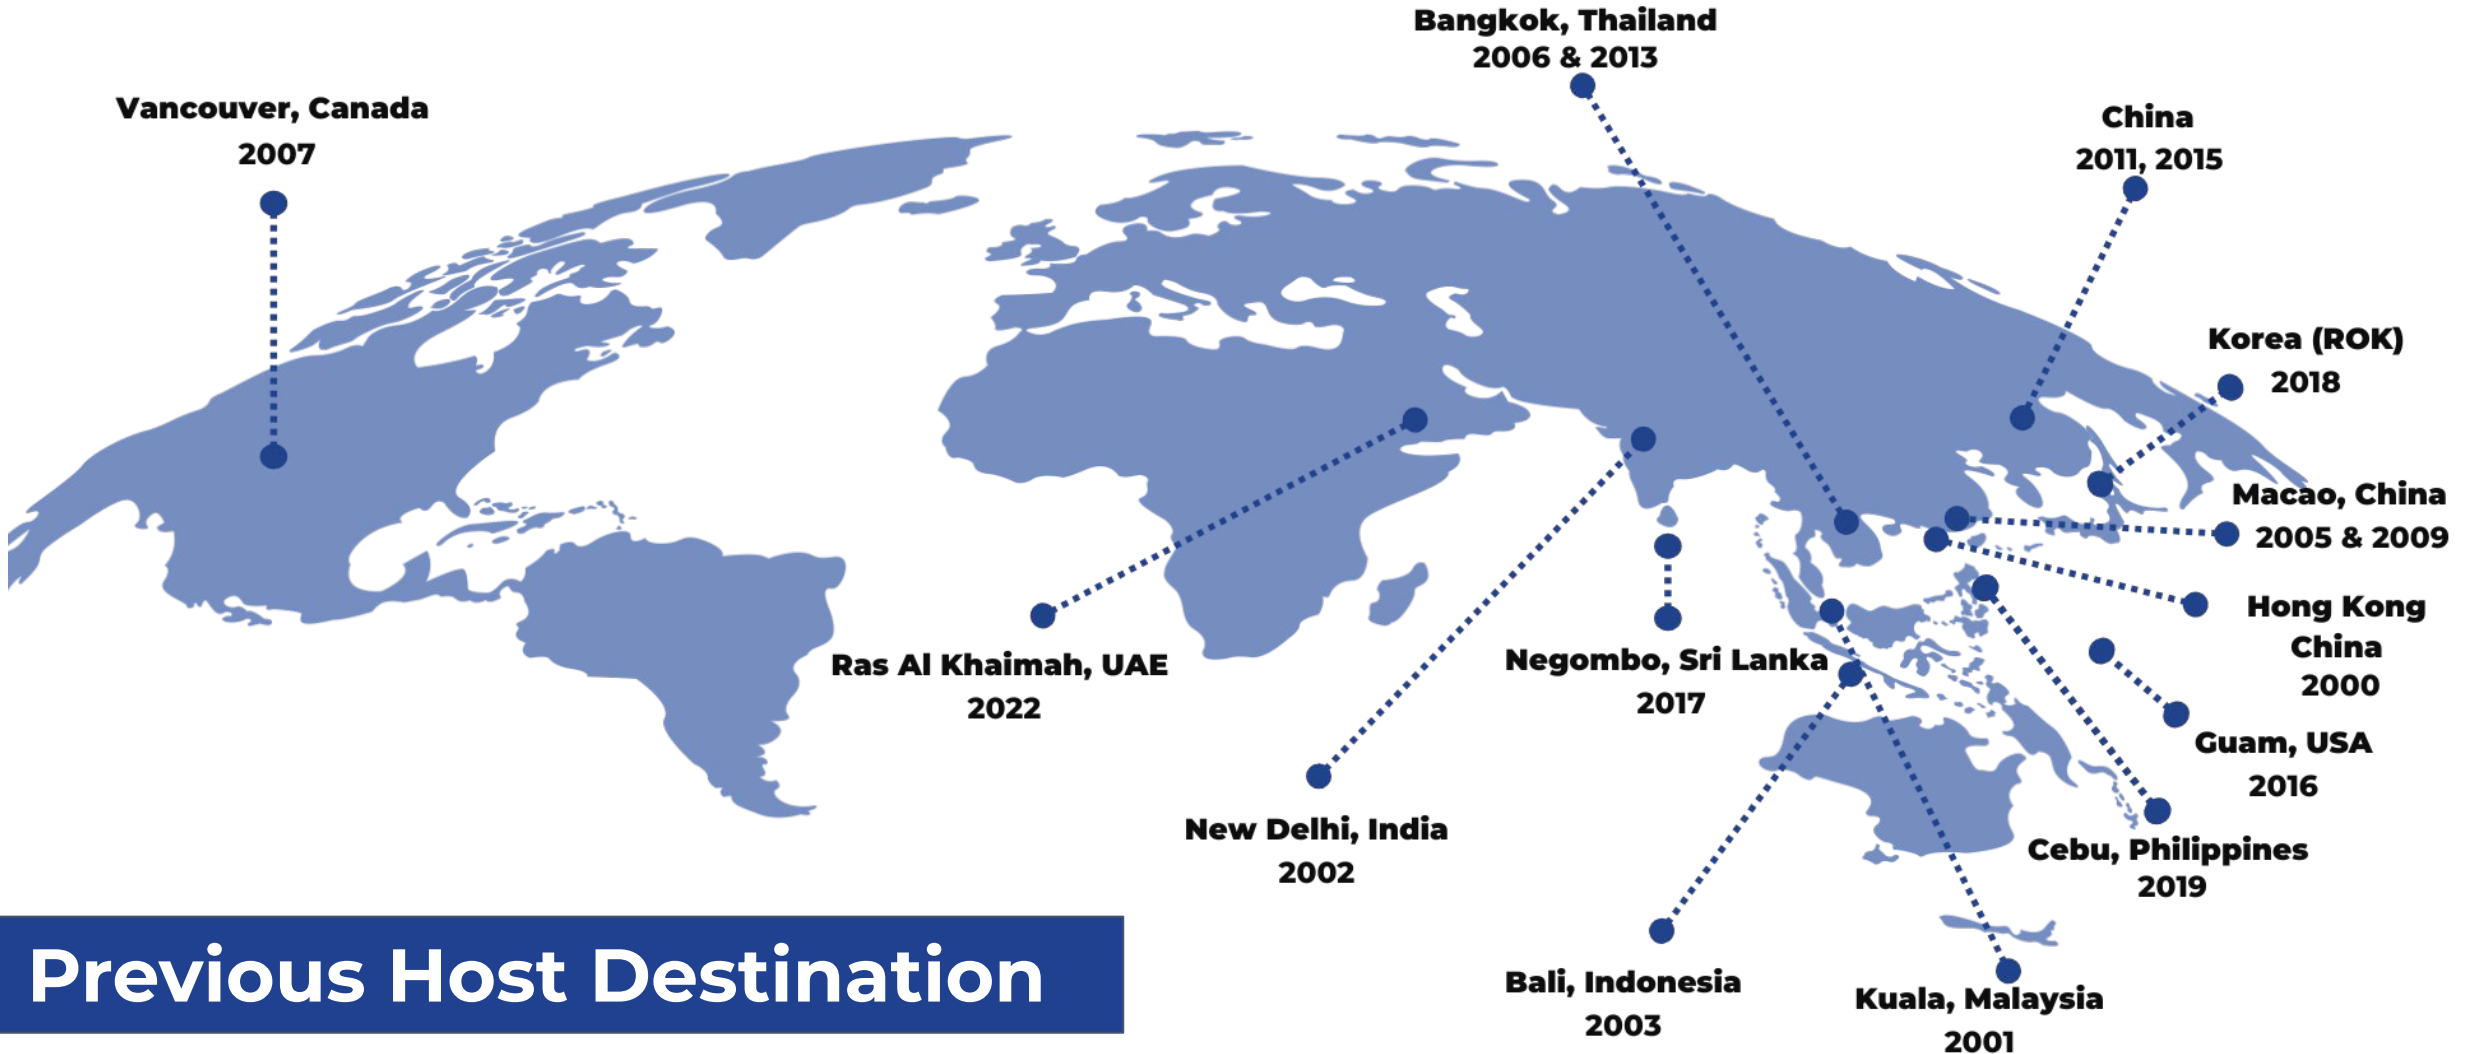 Bangkok, Thailand
2006 & 2013
Vancouver, Canada
2007
China
2011, 2015
Korea (ROK)
2018
Macao, China
2005 & 2009
Hong Kong
China
2000
Ras Al Khaimah, UAE
2022
Negombo, Sri Lanka
2017
Guam, USA
2016
New Delhi, India
2002
Cebu, Philippines
2019
Bali, Indonesia
2003
Kuala, Malaysia
2001
Previous Host Destination